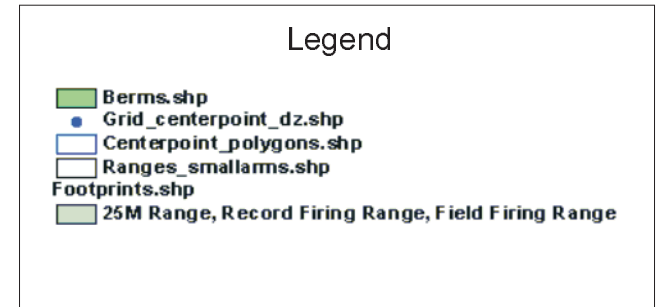 Legend
Berms.shp
Grid_centerpoint_dz.shp
Centerpoint_polygons.shp
Ranges_smallarms.shp
Footprints.shp
25M Range, Record Firing Range, Field Firing Range